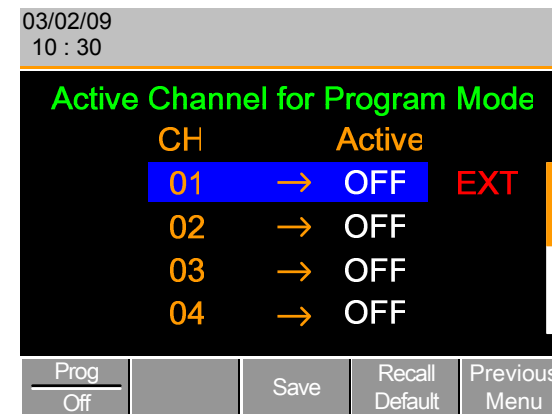 03/02/09
10 : 30
Active Channel for Program Mode
CH Active
01 → OFF EXT
02 → OFF
03 → OFF
04 → OFF
Prog
Off
Save
Recall
Default
Previous
Menu